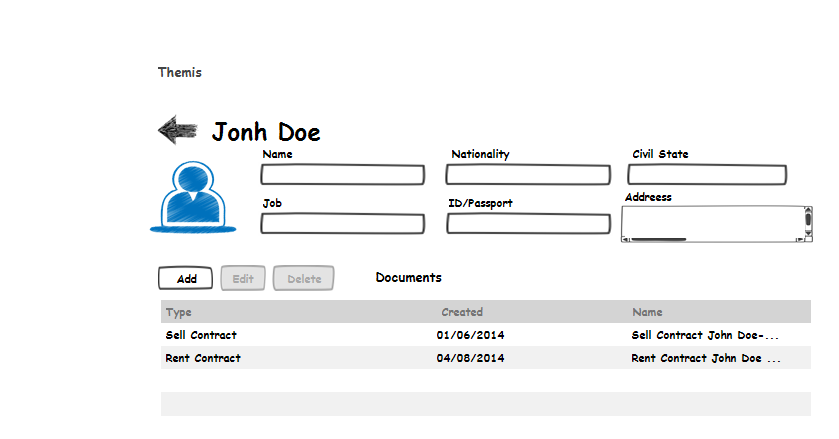 Themis
Jonh Doe
Name Nationality Civil State
Job ID/Passport Addreess
Add Edit Delete Documents
Type Created Name
Sell Contract 01/06/2014 Sell Contract John Doe-...
Rent Contract 04/08/2014 Rent Contract John Doe ...